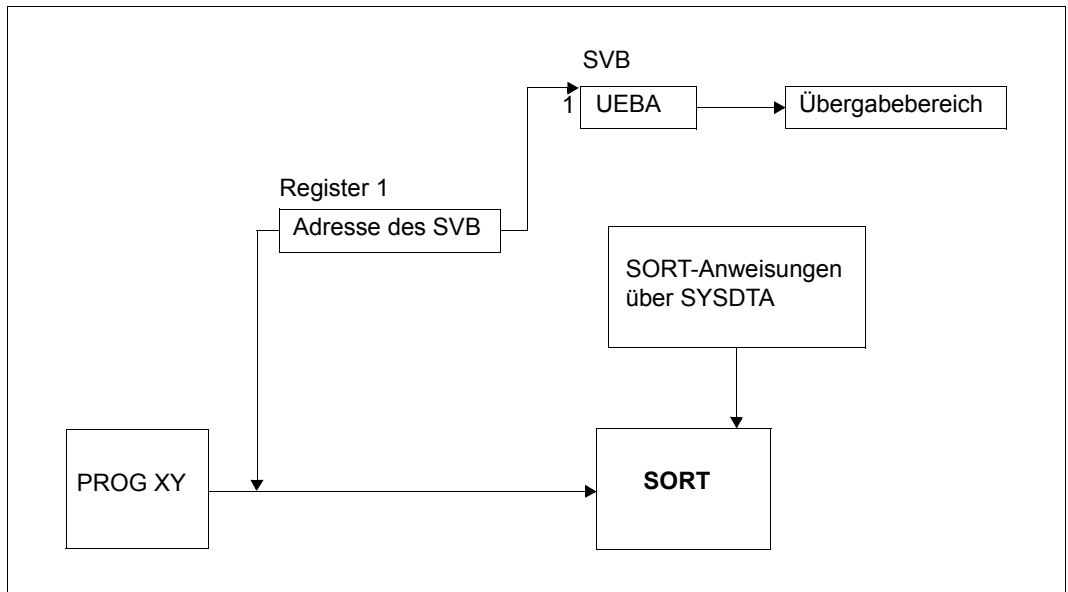 SVB
1 UEBA
Übergabebereich
Register 1
Adresse des SVB
SORT-Anweisungen
über SYSDTA
PROG XY
SORT